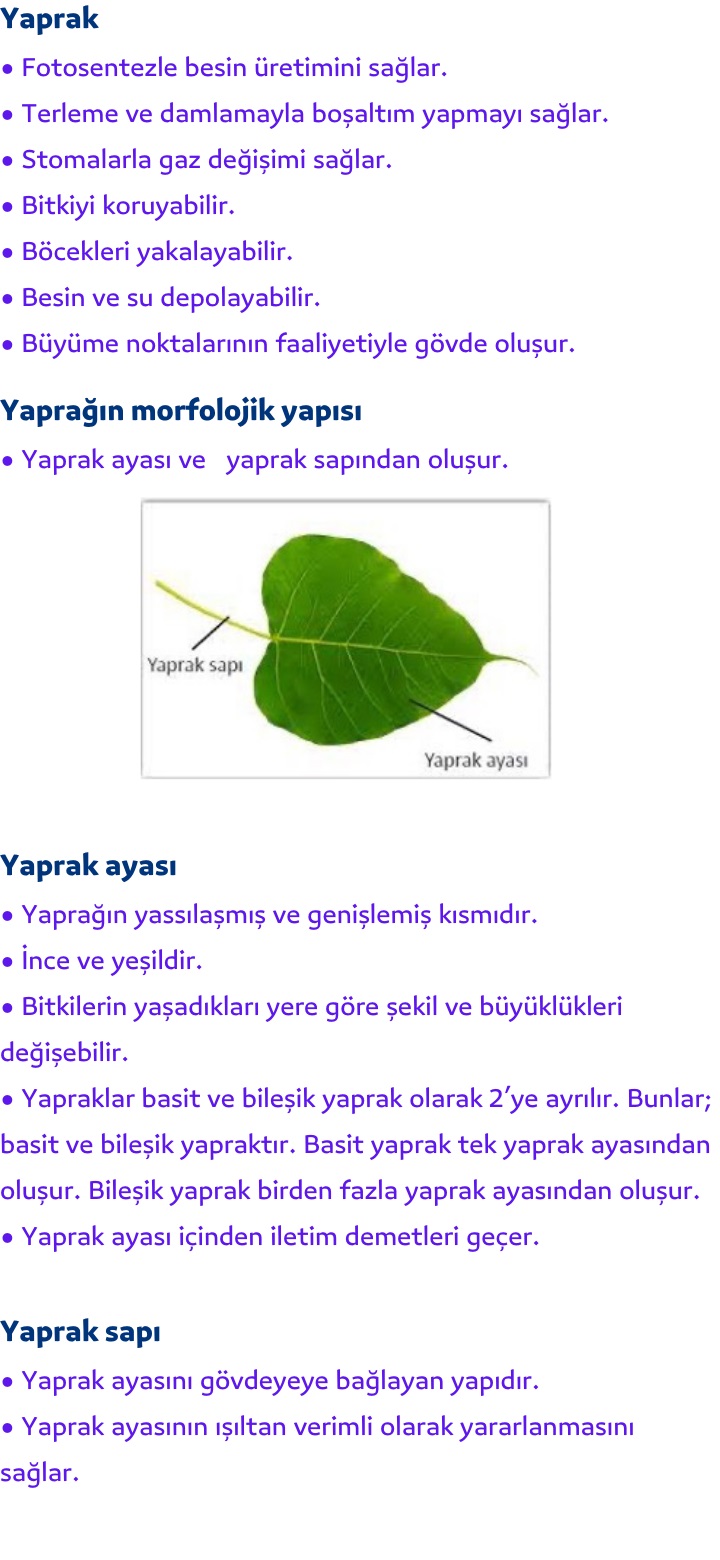 Yaprak
• Fotosentezle besin üretimini sağlar.
• Terleme ve damlamayla boşaltım yapmayı sağlar.
• Stomalarla gaz değişimi sağlar.
• Bitkiyi koruyabilir.
• Böcekleri yakalayabilir.
• Besin ve su depolayabilir.
• Büyüme noktalarının faaliyetiyle gövde oluşur.
Yaprağın morfolojik yapısı
• Yaprak ayası ve   yaprak sapından oluşur.
Yaprak sapı
Yaprak ayası
Yaprak ayası
• Yaprağın yassılaşmış ve genişlemiş kısmıdır.
• İnce ve yeşildir.
• Bitkilerin yaşadıkları yere göre şekil ve büyüklükleri
değişebilir.
• Yapraklar basit ve bileşik yaprak olarak 2’ye ayrılır. Bunlar;
basit ve bileşik yapraktır. Basit yaprak tek yaprak ayasından
oluşur. Bileşik yaprak birden fazla yaprak ayasından oluşur.
• Yaprak ayası içinden iletim demetleri geçer.
Yaprak sapı
• Yaprak ayasını gövdeyeye bağlayan yapıdır.
• Yaprak ayasının ışıltan verimli olarak yararlanmasını
sağlar.